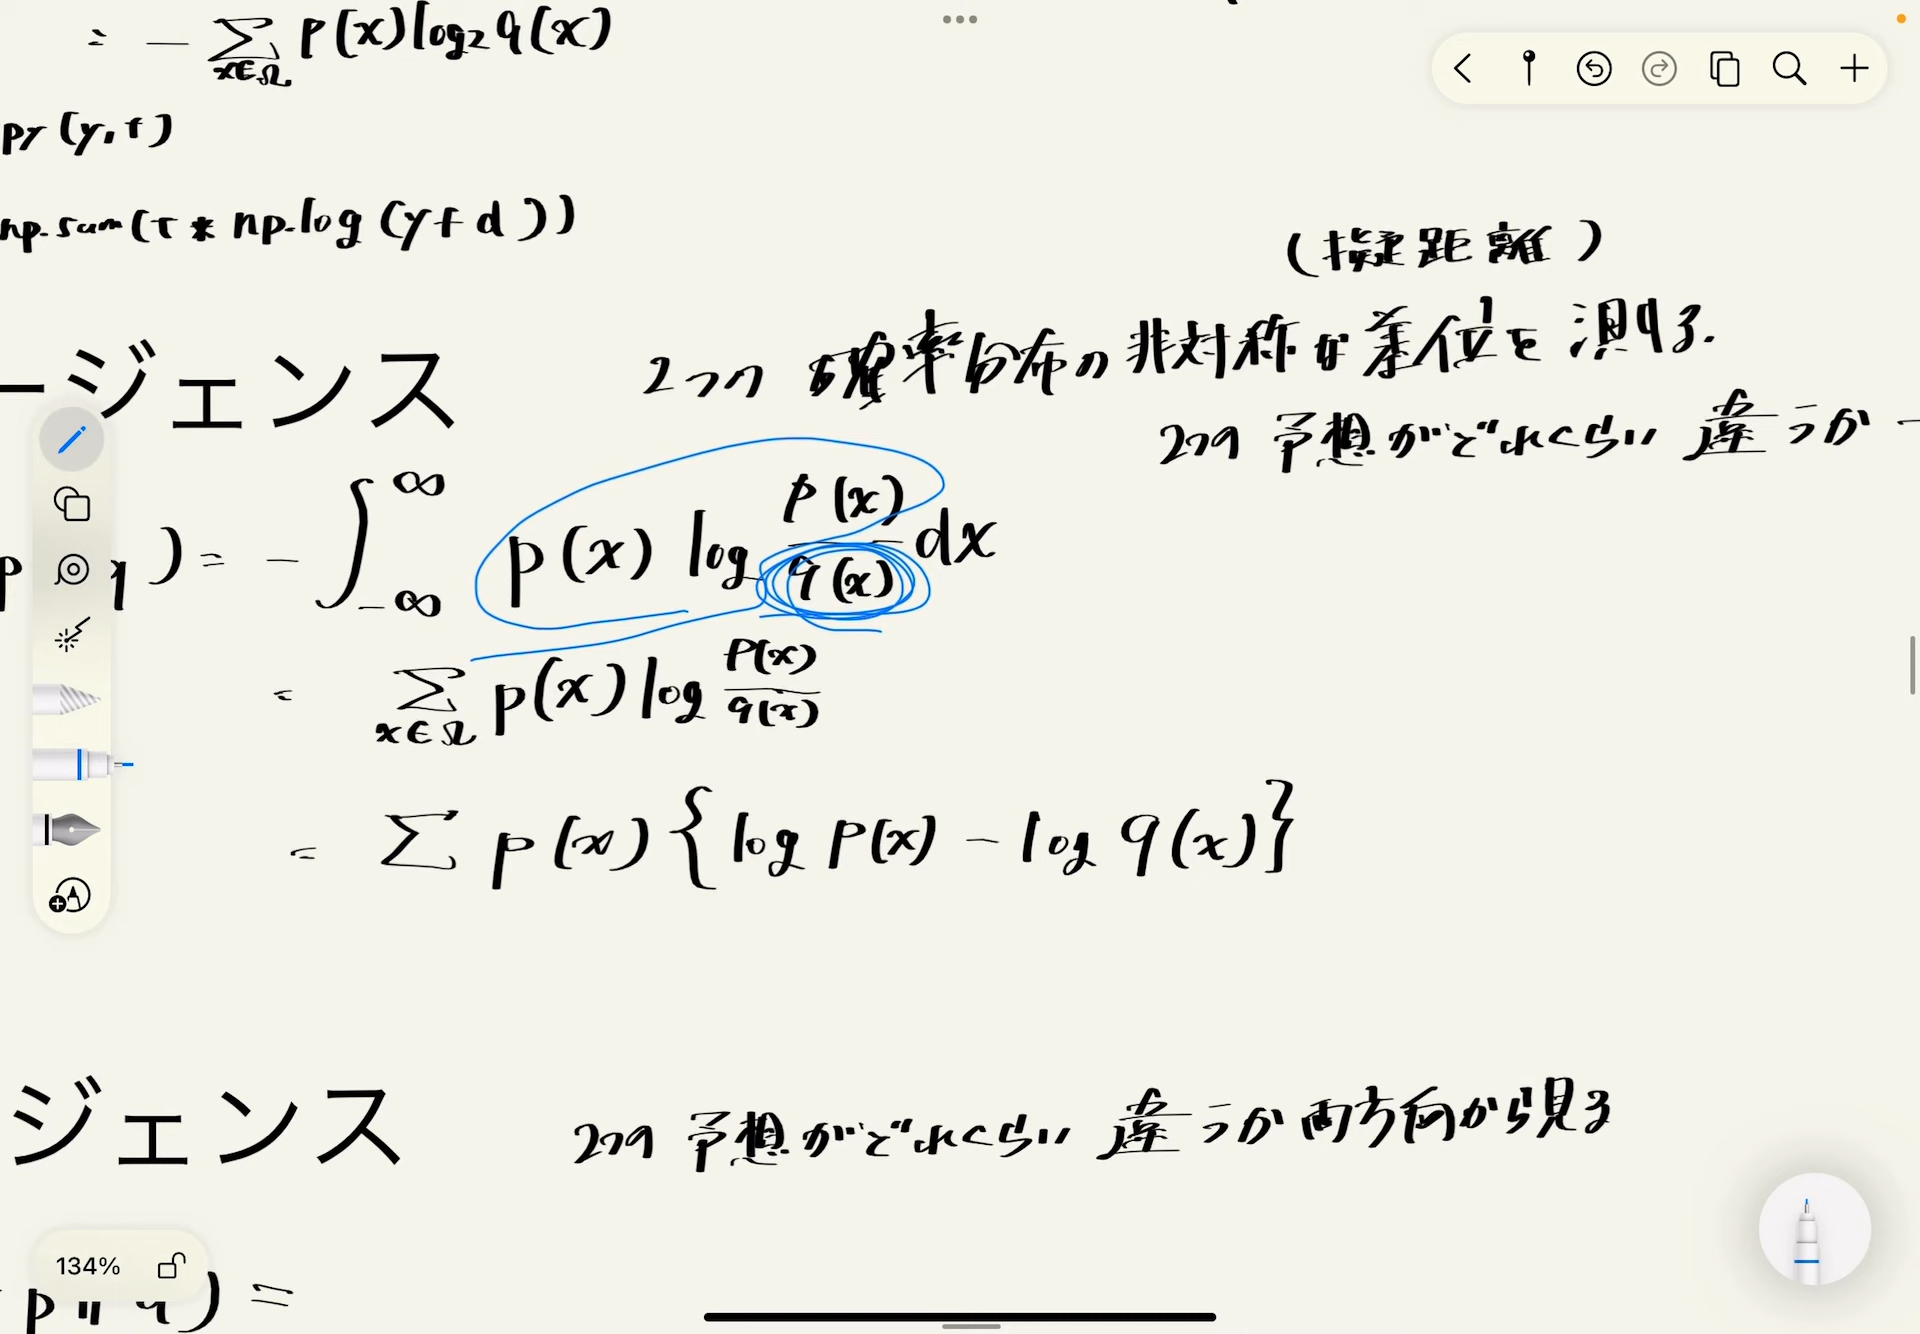 = - Σ x∈Ω p(x) log₂ q(x)
(y, t)
np.sum(t * np.log(y + d))
(擬距離)
ージェンス
2つの確率分布の非対称な差位を測る.
2つの予想がどれくらい違うか
) = - ∫_{-∞}^{∞} p(x) log p(x)/q(x) dx
= Σ x∈Ω p(x) log p(x)/q(x)
= Σ p(x) { log p(x) - log q(x) }
ジェンス
2つの予想がどれくらい違うか両方向から見る
134%
p ||
) =